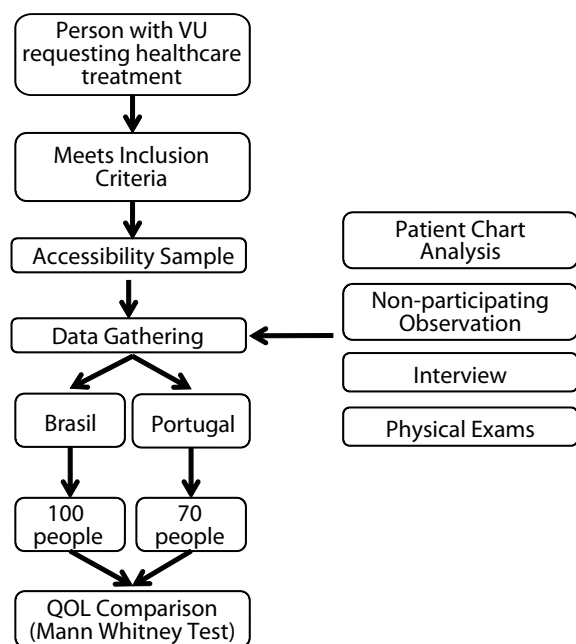 Person with VU
requesting healthcare
treatment
Meets Inclusion
Criteria
Accessibility Sample
Data Gathering
Patient Chart
Analysis
Non-participating
Observation
Interview
Physical Exams
Brasil
Portugal
100
people
70
people
QOL Comparison
(Mann Whitney Test)